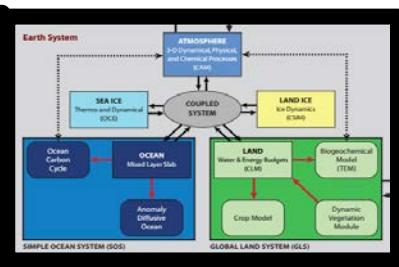 Earth System
ATMOSPHERE
3-D Dynamical, Physical,
and Chemical Processes
(CAM)
SEA ICE
Thermo and Dynamical
(CICE)
COUPLED
SYSTEM
LAND ICE
Ice Dynamics
(CSIM)
Ocean
Carbon
Cycle
OCEAN
Mixed Layer Slab
Anomaly
Diffusive
Ocean
LAND
Water & Energy Budgets
(CLM)
Biogeochemical
Model
(TEM)
Crop Model
Dynamic
Vegetation
Module
SIMPLE OCEAN SYSTEM (SOS)
GLOBAL LAND SYSTEM (GLS)